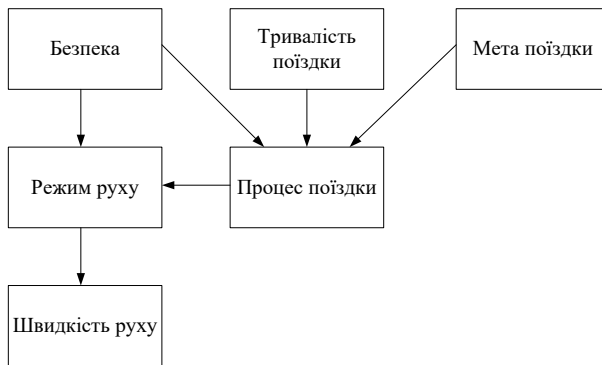 Безпека
Тривалість
поїздки
Мета поїздки
Режим руху
Процес поїздки
Швидкість руху